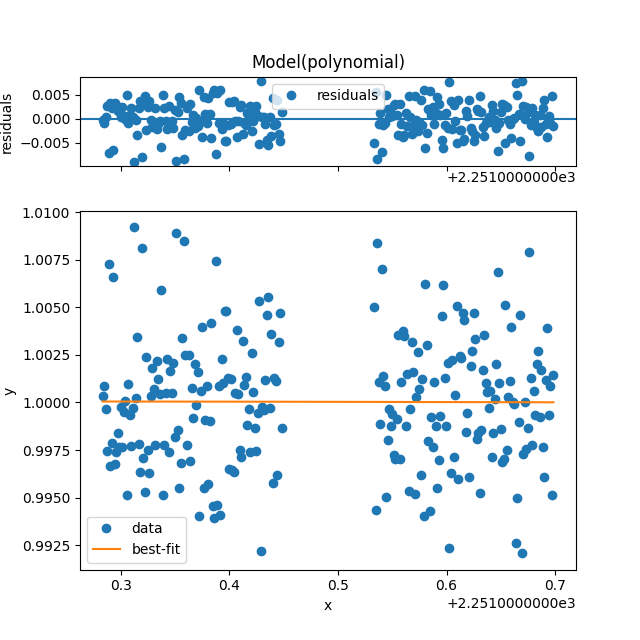 Model(polynomial)
residuals
0.005
0.000
−0.005
residuals
+2.2510000000e3
y
1.0100
1.0075
1.0050
1.0025
1.0000
0.9975
0.9950
0.9925
data
best-fit
0.3 0.4 0.5 0.6 0.7
x
+2.2510000000e3